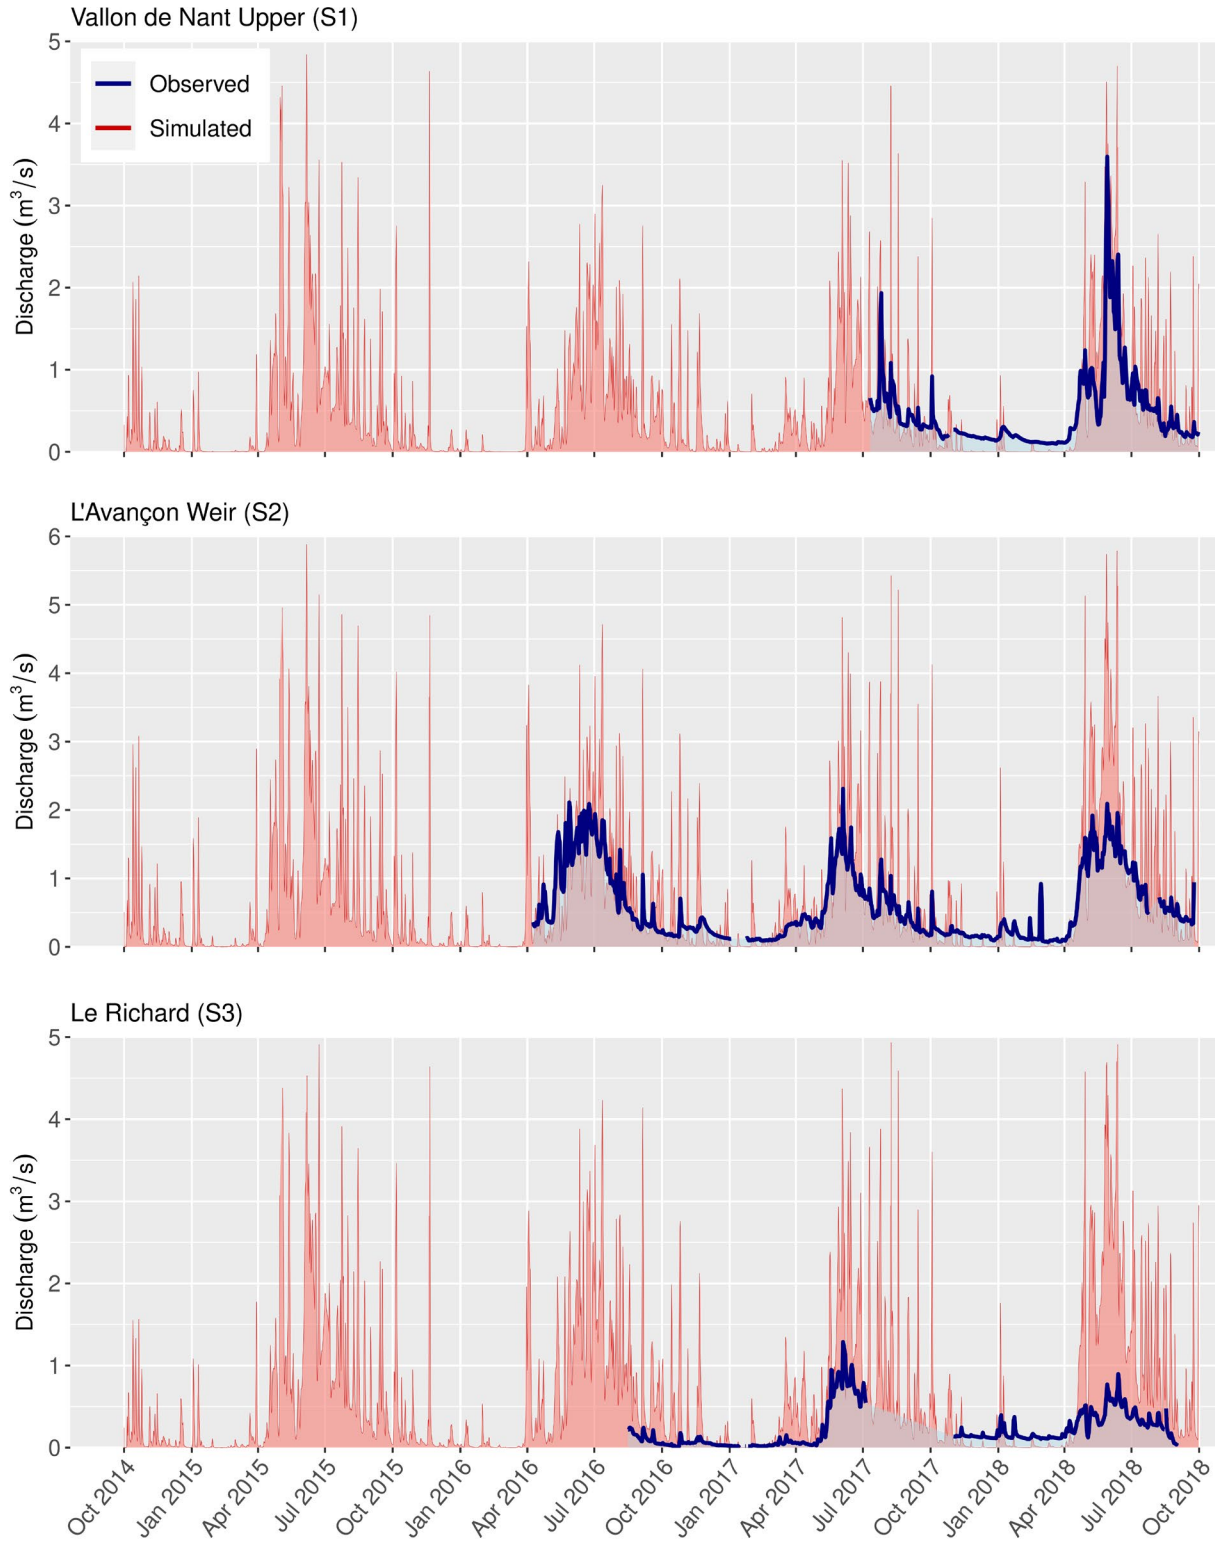 Vallon de Nant Upper (S1)
5
4
3
2
1
0
Discharge (m³/s)
Observed
Simulated
L'Avançon Weir (S2)
6
5
4
3
2
1
0
Discharge (m³/s)
Le Richard (S3)
5
4
3
2
1
0
Discharge (m³/s)
Oct 2014
Jan 2015
Apr 2015
Jul 2015
Oct 2015
Jan 2016
Apr 2016
Jul 2016
Oct 2016
Jan 2017
Apr 2017
Jul 2017
Oct 2017
Jan 2018
Apr 2018
Jul 2018
Oct 2018